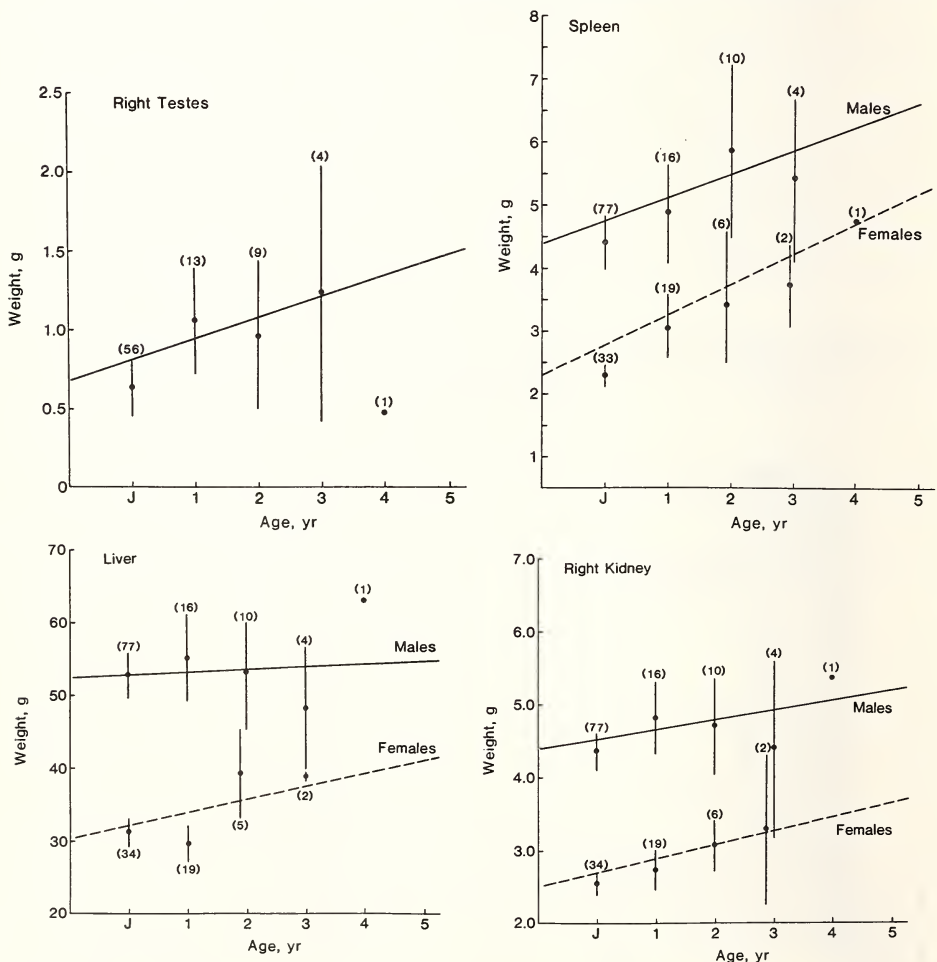 Right Testes
2.5
2.0
1.5
1.0
0.5
0
Weight, g
(56)
(13)
(9)
(4)
(1)
J 1 2 3 4 5
Age, yr
Spleen
8
7
6
5
4
3
2
1
Weight, g
(77)
(16)
(10)
(4)
Males
(33)
(19)
(6)
(2)
(1)
Females
J 1 2 3 4 5
Age, yr
Liver
70
60
50
40
30
20
Weight, g
(77)
(16)
(10)
(4)
(1)
Males
Females
(34)
(19)
(5)
(2)
J 1 2 3 4 5
Age, yr
Right Kidney
7.0
6.0
5.0
4.0
3.0
2.0
Weight, g
(77)
(16)
(10)
(4)
(1)
Males
(34)
(19)
(6)
(2)
Females
J 1 2 3 4 5
Age, yr